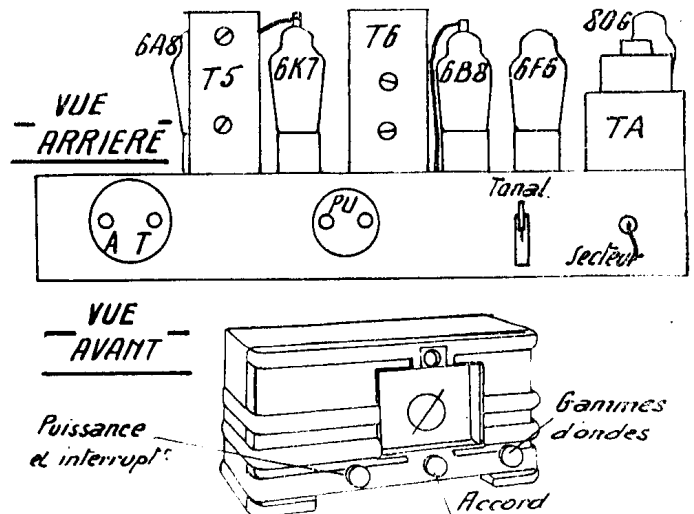 6A8
T5
6K7
T6
6B8
6F6
80G
TA
VUE
ARRIERE
A T
PU
Tonal.
Secteur
VUE
AVANT
Puissance
et interrupt^r
Gammes
d'ondes
Accord